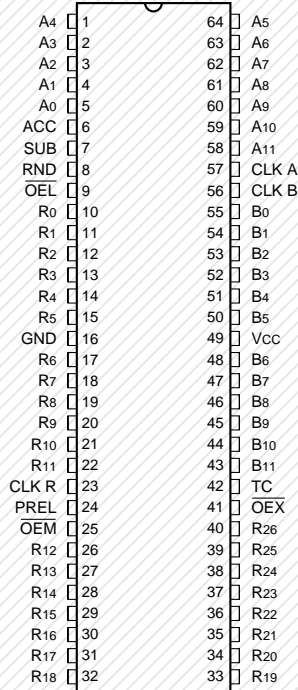 A4 1 64 A5
A3 2 63 A6
A2 3 62 A7
A1 4 61 A8
A0 5 60 A9
ACC 6 59 A10
SUB 7 58 A11
RND 8 57 CLK A
OEL 9 56 CLK B
R0 10 55 B0
R1 11 54 B1
R2 12 53 B2
R3 13 52 B3
R4 14 51 B4
R5 15 50 B5
GND 16 49 VCC
R6 17 48 B6
R7 18 47 B7
R8 19 46 B8
R9 20 45 B9
R10 21 44 B10
R11 22 43 B11
CLK R 23 42 TC
PREL 24 41 OEX
OEM 25 40 R26
R12 26 39 R25
R13 27 38 R24
R14 28 37 R23
R15 29 36 R22
R16 30 35 R21
R17 31 34 R20
R18 32 33 R19